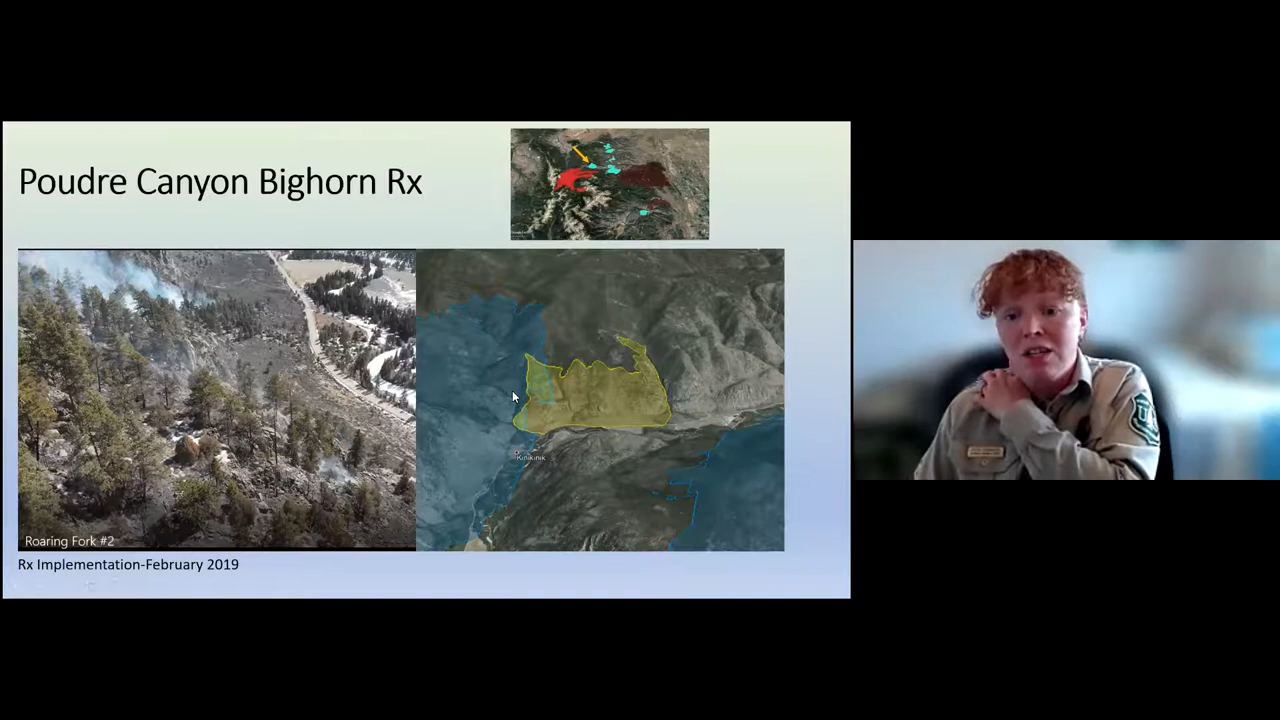 Poudre Canyon Bighorn Rx
Kinikinik
Roaring Fork #2
Rx Implementation-February 2019